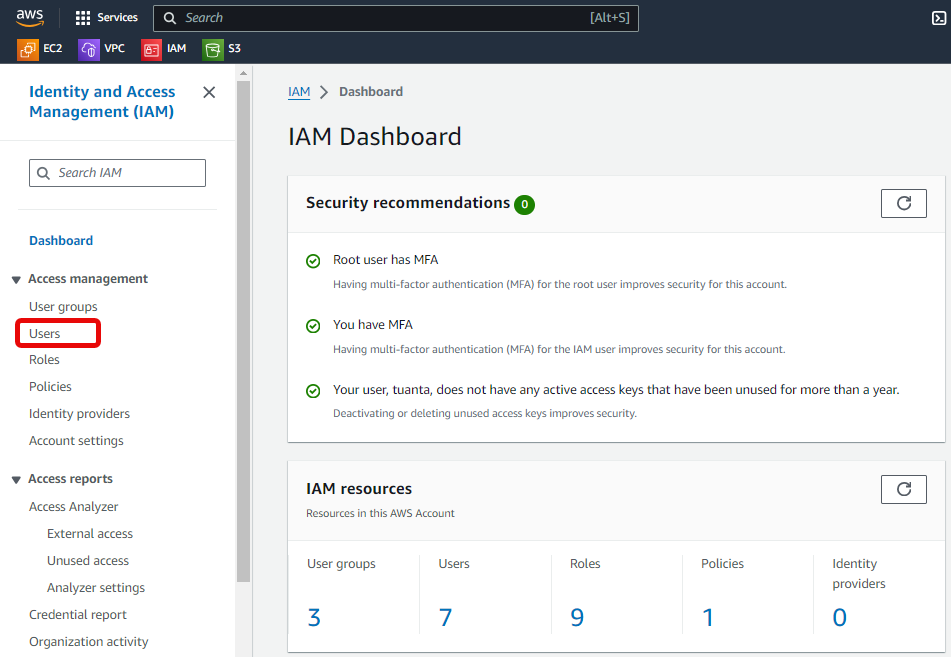 aws
Services
Search
[Alt+S]
EC2
VPC
IAM
S3
Identity and Access
Management (IAM)
Search IAM
Dashboard
Access management
User groups
Users
Roles
Policies
Identity providers
Account settings
Access reports
Access Analyzer
External access
Unused access
Analyzer settings
Credential report
Organization activity
IAM
Dashboard
IAM Dashboard
Security recommendations 0
Root user has MFA
Having multi-factor authentication (MFA) for the root user improves security for this account.
You have MFA
Having multi-factor authentication (MFA) for the IAM user improves security for this account.
Your user, tuanta, does not have any active access keys that have been unused for more than a year.
Deactivating or deleting unused access keys improves security.
IAM resources
Resources in this AWS Account
User groups
3
Users
7
Roles
9
Policies
1
Identity
providers
0